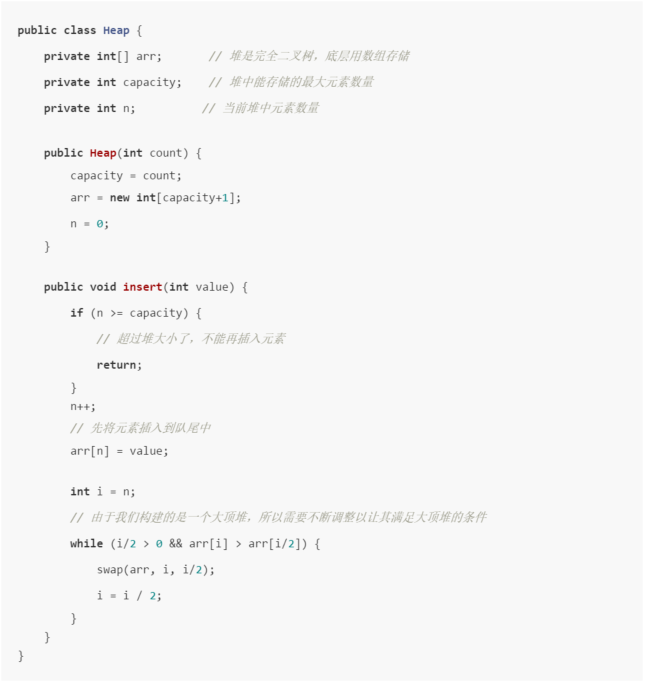 public class Heap {
    private int[] arr;       // 堆是完全二叉树，底层用数组存储
    private int capacity;    // 堆中能存储的最大元素数量
    private int n;          // 当前堆中元素数量

    public Heap(int count) {
        capacity = count;
        arr = new int[capacity+1];
        n = 0;
    }

    public void insert(int value) {
        if (n >= capacity) {
            // 超过堆大小了，不能再插入元素
            return;
        }
        n++;
        // 先将元素插入到队尾中
        arr[n] = value;

        int i = n;
        // 由于我们构建的是一个大顶堆，所以需要不断调整以让其满足大顶堆的条件
        while (i/2 > 0 && arr[i] > arr[i/2]) {
            swap(arr, i, i/2);
            i = i / 2;
        }
    }
}